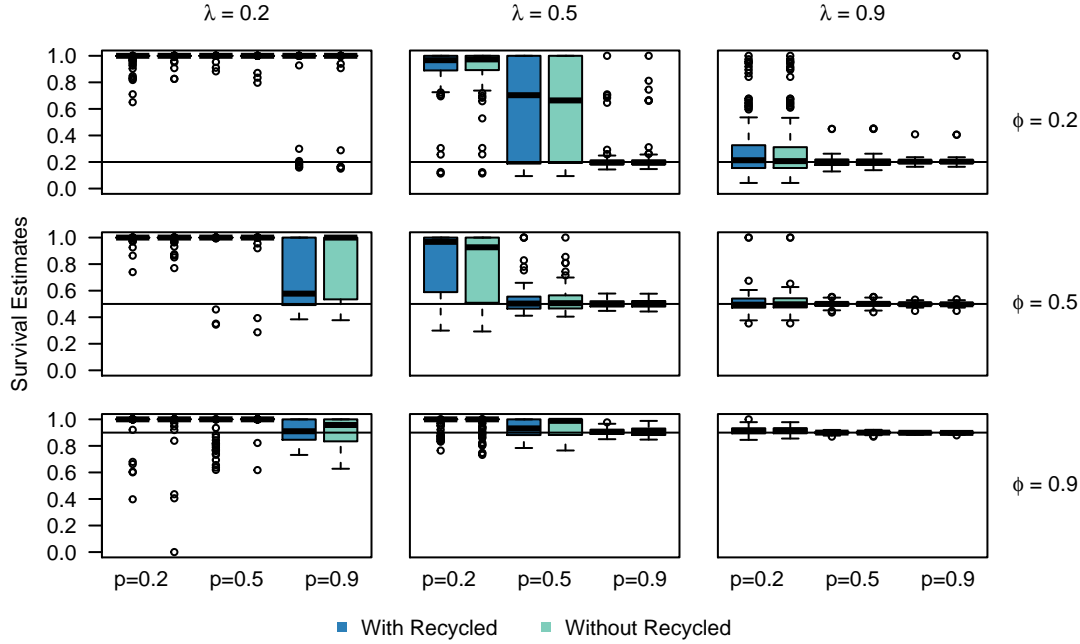 λ = 0.2 λ = 0.5 λ = 0.9
Survival Estimates
1.0
0.8
0.6
0.4
0.2
0.0
ϕ = 0.2
1.0
0.8
0.6
0.4
0.2
0.0
ϕ = 0.5
1.0
0.8
0.6
0.4
0.2
0.0
ϕ = 0.9
p=0.2 p=0.5 p=0.9 p=0.2 p=0.5 p=0.9 p=0.2 p=0.5 p=0.9
With Recycled Without Recycled